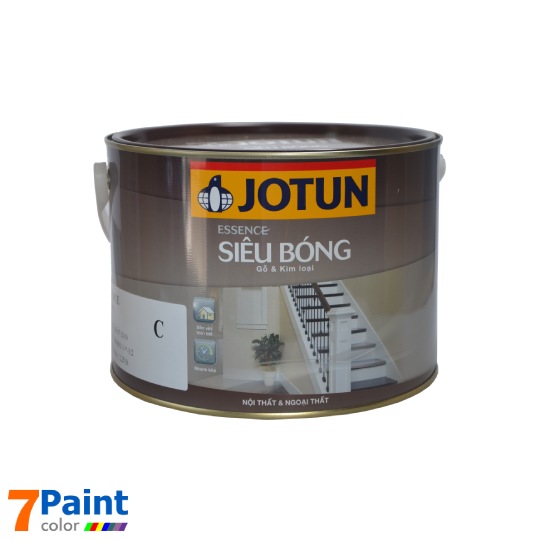 JOTUN
ESSENCE
SIÊU BÓNG
Gỗ & Kim loại
C
NỘI THẤT & NGOẠI THẤT
7Paint
color